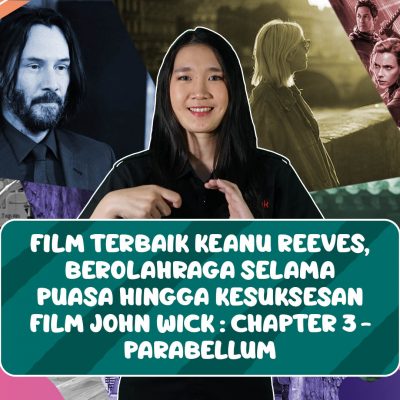 FILM TERBAIK KEANU REEVES,
BEROLAHRAGA SELAMA
PUASA HINGGA KESUKSESAN
FILM JOHN WICK : CHAPTER 3 -
PARABELLUM